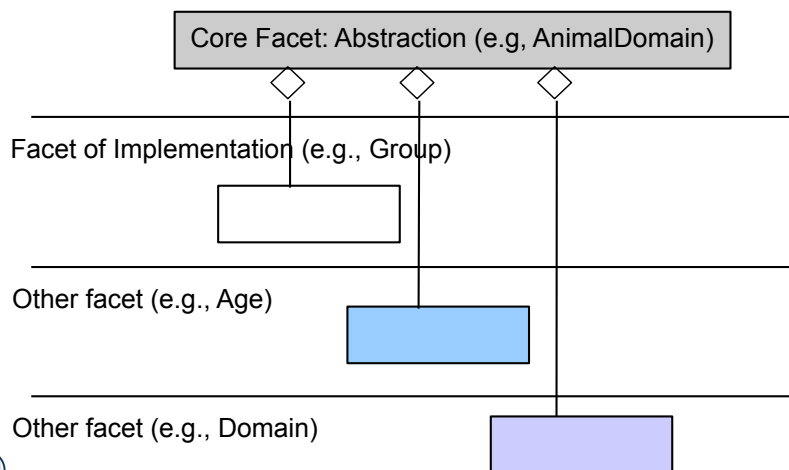 Core Facet: Abstraction (e.g, AnimalDomain)
Facet of Implementation (e.g., Group)
Other facet (e.g., Age)
Other facet (e.g., Domain)